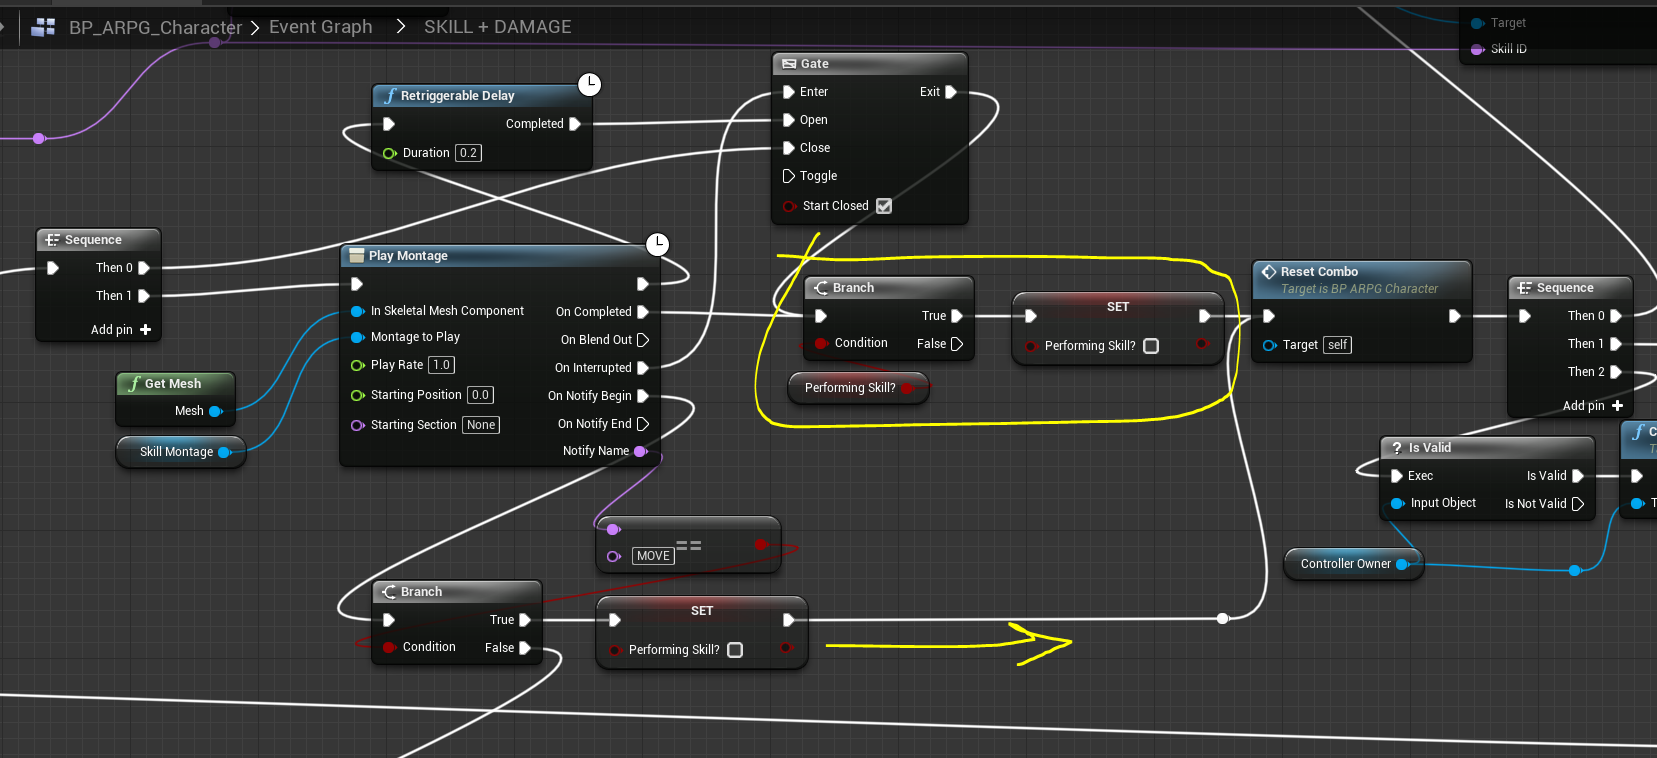 BP_ARPG_Character > Event Graph > SKILL + DAMAGE
Target
Skill ID
Gate
Enter Exit
Open
Close
Toggle
Start Closed
Retriggerable Delay
Completed
Duration 0.2
Sequence
Then 0
Then 1
Add pin +
Play Montage
In Skeletal Mesh Component On Completed
Montage to Play On Blend Out
Play Rate 1.0 On Interrupted
Starting Position 0.0 On Notify Begin
Starting Section None On Notify End
Notify Name
Get Mesh
Mesh
Skill Montage
Branch
True
Condition False
Performing Skill?
SET
Performing Skill?
Reset Combo
Target is BP ARPG Character
Target self
Sequence
Then 0
Then 1
Then 2
Add pin +
? Is Valid
Exec Is Valid
Input Object Is Not Valid
Controller Owner
==
MOVE
Branch
True
Condition False
SET
Performing Skill?